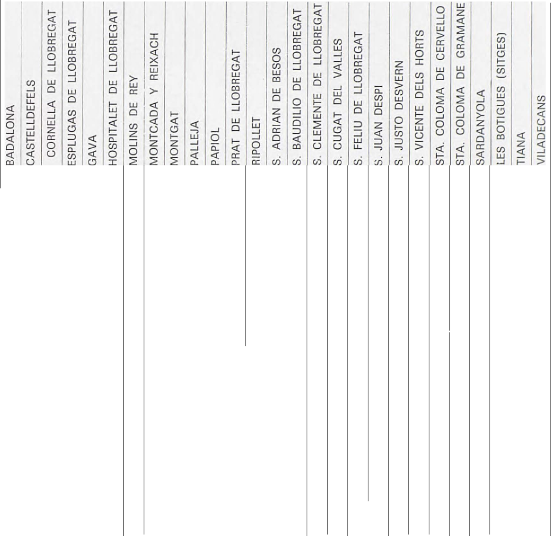 BADALONA
CASTELLDEFELS
CORNELLA DE LLOBREGAT
ESPLUGAS DE LLOBREGAT
GAVA
HOSPITALET DE LLOBREGAT
MOLINS DE REY
MONTCADA Y REIXACH
MONTGAT
PALLEJA
PAPIOL
PRAT DE LLOBREGAT
RIPOLLET
S. ADRIAN DE BESOS
S. BAUDILIO DE LLOBREGAT
S. CLEMENTE DE LLOBREGAT
S. CUGAT DEL VALLES
S. FELIU DE LLOBREGAT
S. JUAN DESPI
S. JUSTO DESVERN
S. VICENTE DELS HORTS
STA. COLOMA DE CERVELLO
STA. COLOMA DE GRAMANE
SARDANYOLA
LES BOTIGUES (SITGES)
TIANA
VILADECANS